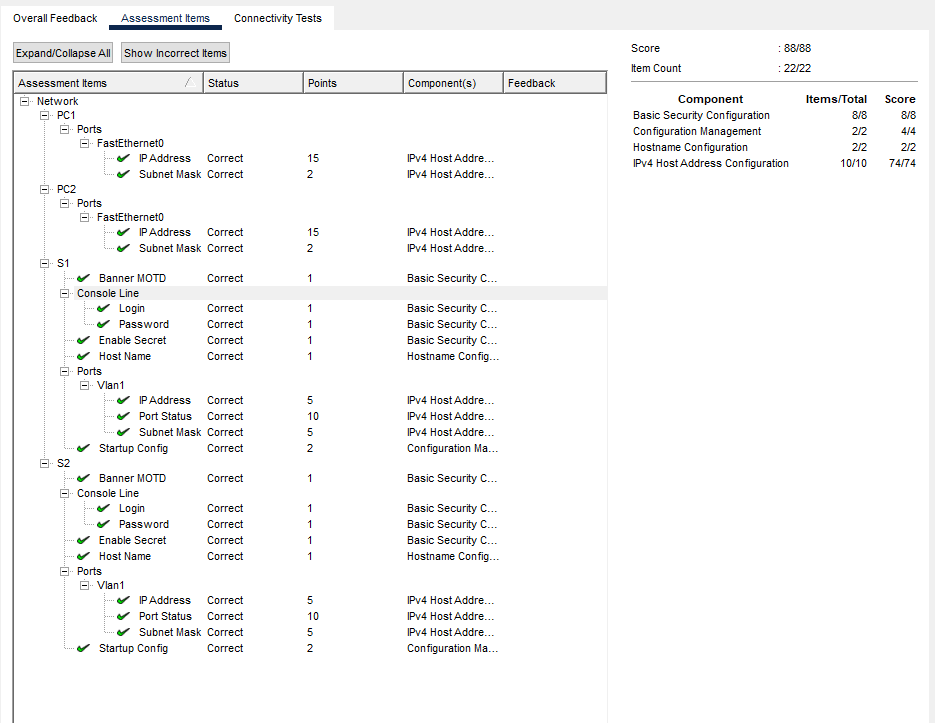 Overall Feedback Assessment Items Connectivity Tests
Expand/Collapse All Show Incorrect Items
Assessment Items Status Points Component(s) Feedback
Network
PC1
Ports
FastEthernet0
IP Address Correct 15 IPv4 Host Addre...
Subnet Mask Correct 2 IPv4 Host Addre...
PC2
Ports
FastEthernet0
IP Address Correct 15 IPv4 Host Addre...
Subnet Mask Correct 2 IPv4 Host Addre...
S1
Banner MOTD Correct 1 Basic Security C...
Console Line
Login Correct 1 Basic Security C...
Password Correct 1 Basic Security C...
Enable Secret Correct 1 Basic Security C...
Host Name Correct 1 Hostname Config...
Ports
Vlan1
IP Address Correct 5 IPv4 Host Addre...
Port Status Correct 10 IPv4 Host Addre...
Subnet Mask Correct 5 IPv4 Host Addre...
Startup Config Correct 2 Configuration Ma...
S2
Banner MOTD Correct 1 Basic Security C...
Console Line
Login Correct 1 Basic Security C...
Password Correct 1 Basic Security C...
Enable Secret Correct 1 Basic Security C...
Host Name Correct 1 Hostname Config...
Ports
Vlan1
IP Address Correct 5 IPv4 Host Addre...
Port Status Correct 10 IPv4 Host Addre...
Subnet Mask Correct 5 IPv4 Host Addre...
Startup Config Correct 2 Configuration Ma...
Score : 88/88
Item Count : 22/22
Component Items/Total Score
Basic Security Configuration 8/8 8/8
Configuration Management 2/2 4/4
Hostname Configuration 2/2 2/2
IPv4 Host Address Configuration 10/10 74/74